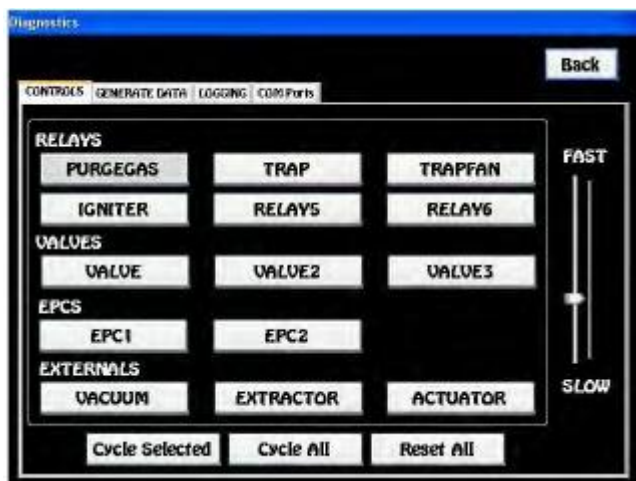 Diagnostics
Back
CONTROLS GENERATE DATA LOGGING COM Ports
RELAYS
PURGEGAS TRAP TRAPFAN
IGNITER RELAY5 RELAY6
VALVES
VALVE VALVE2 VALVE3
EPCS
EPC1 EPC2
EXTERNALS
VACUUM EXTRACTOR ACTUATOR
FAST
SLOW
Cycle Selected Cycle All Reset All